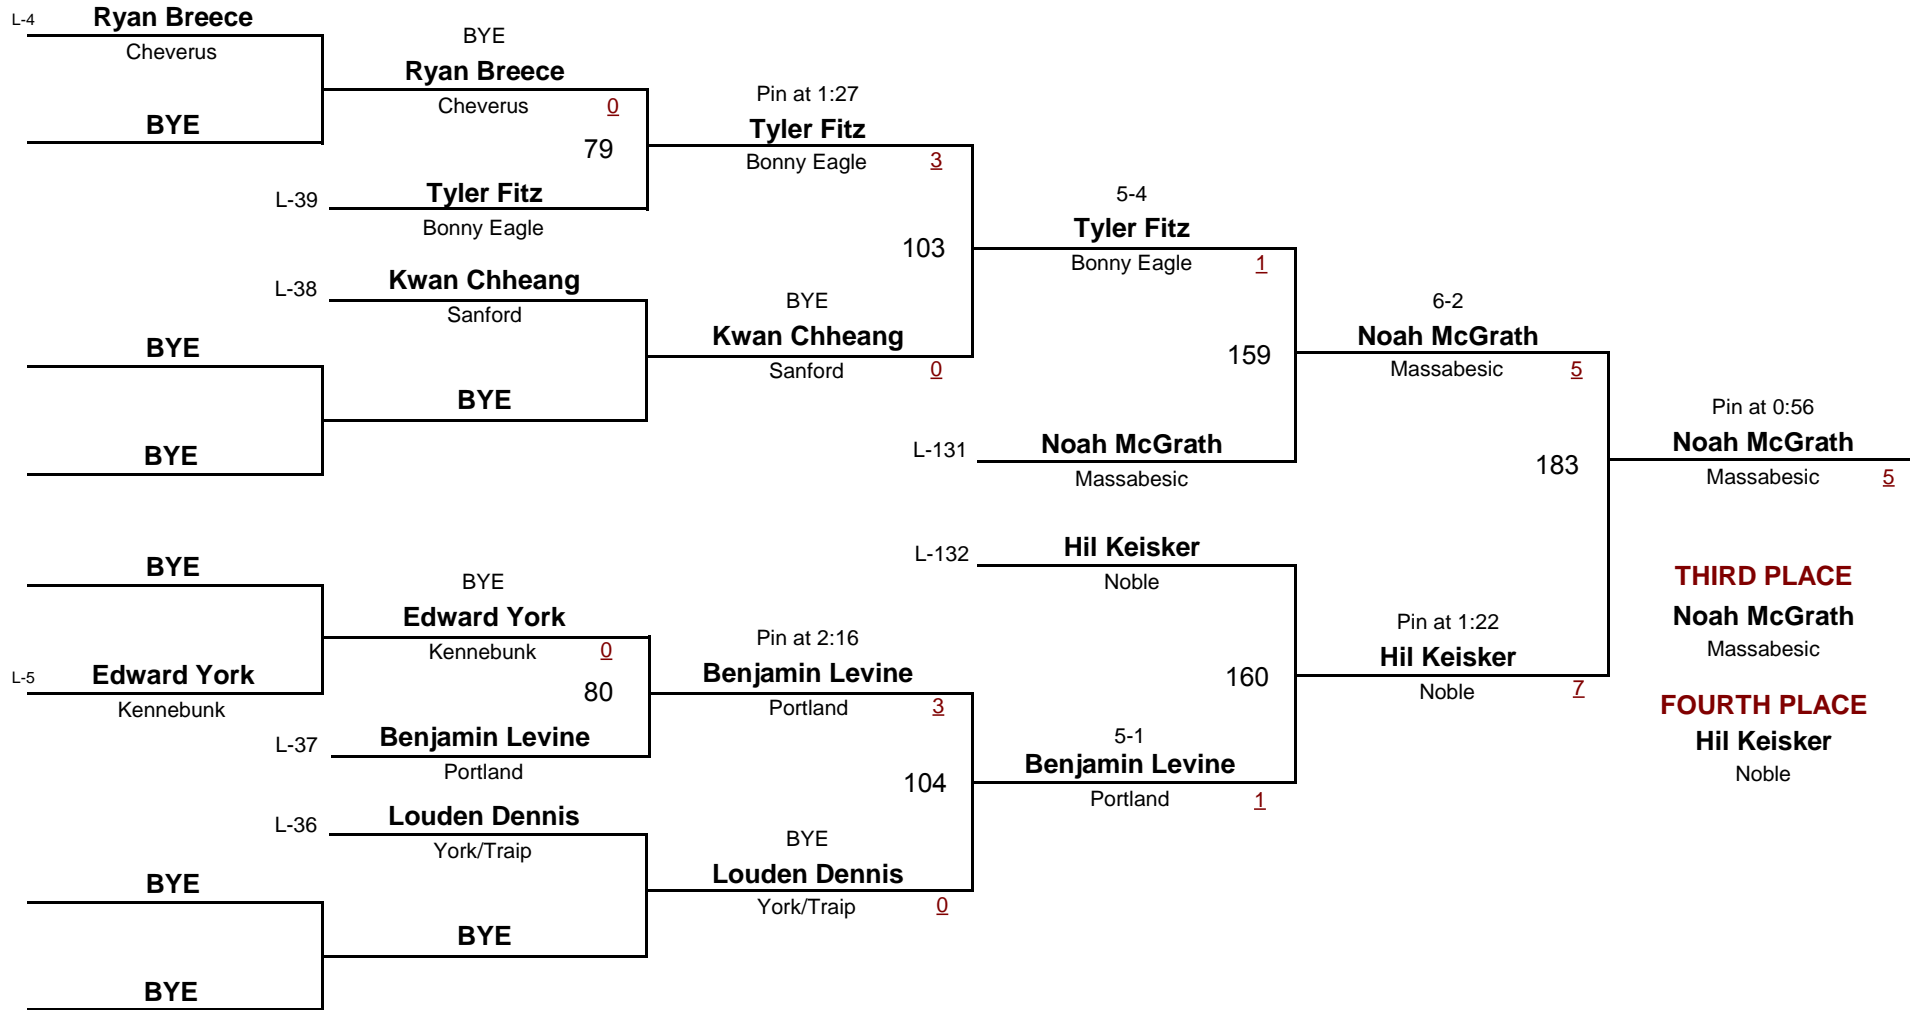 L-4 Ryan Breece
Cheverus
BYE
BYE
Ryan Breece
Cheverus 0
79
L-39 Tyler Fitz
Bonny Eagle
Pin at 1:27
Tyler Fitz
Bonny Eagle 3
103
L-38 Kwan Chheang
Sanford
BYE
BYE
BYE
BYE
Kwan Chheang
Sanford 0
5-4
Tyler Fitz
Bonny Eagle 1
159
L-131 Noah McGrath
Massabesic
6-2
Noah McGrath
Massabesic 5
183
Pin at 0:56
Noah McGrath
Massabesic 5
BYE
L-5 Edward York
Kennebunk
BYE
Edward York
Kennebunk 0
80
L-37 Benjamin Levine
Portland
Pin at 2:16
Benjamin Levine
Portland 3
104
L-36 Louden Dennis
York/Traip
BYE
BYE
BYE
BYE
Louden Dennis
York/Traip 0
L-132 Hil Keisker
Noble
160
5-1
Benjamin Levine
Portland 1
Pin at 1:22
Hil Keisker
Noble 7
THIRD PLACE
Noah McGrath
Massabesic
FOURTH PLACE
Hil Keisker
Noble